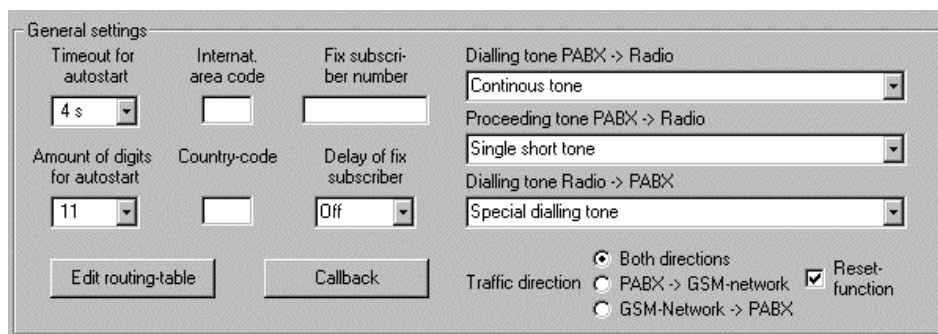 General settings
Timeout for
autostart
Internat.
area code
Fix subscri-
ber number
4 s
Amount of digits
for autostart
Country-code
Delay of fix
subscriber
11
Off
Edit routing-table
Callback
Dialling tone PABX -> Radio
Continous tone
Proceeding tone PABX -> Radio
Single short tone
Dialling tone Radio -> PABX
Special dialling tone
Traffic direction
Both directions
PABX -> GSM-network
GSM-Network -> PABX
Reset-
function